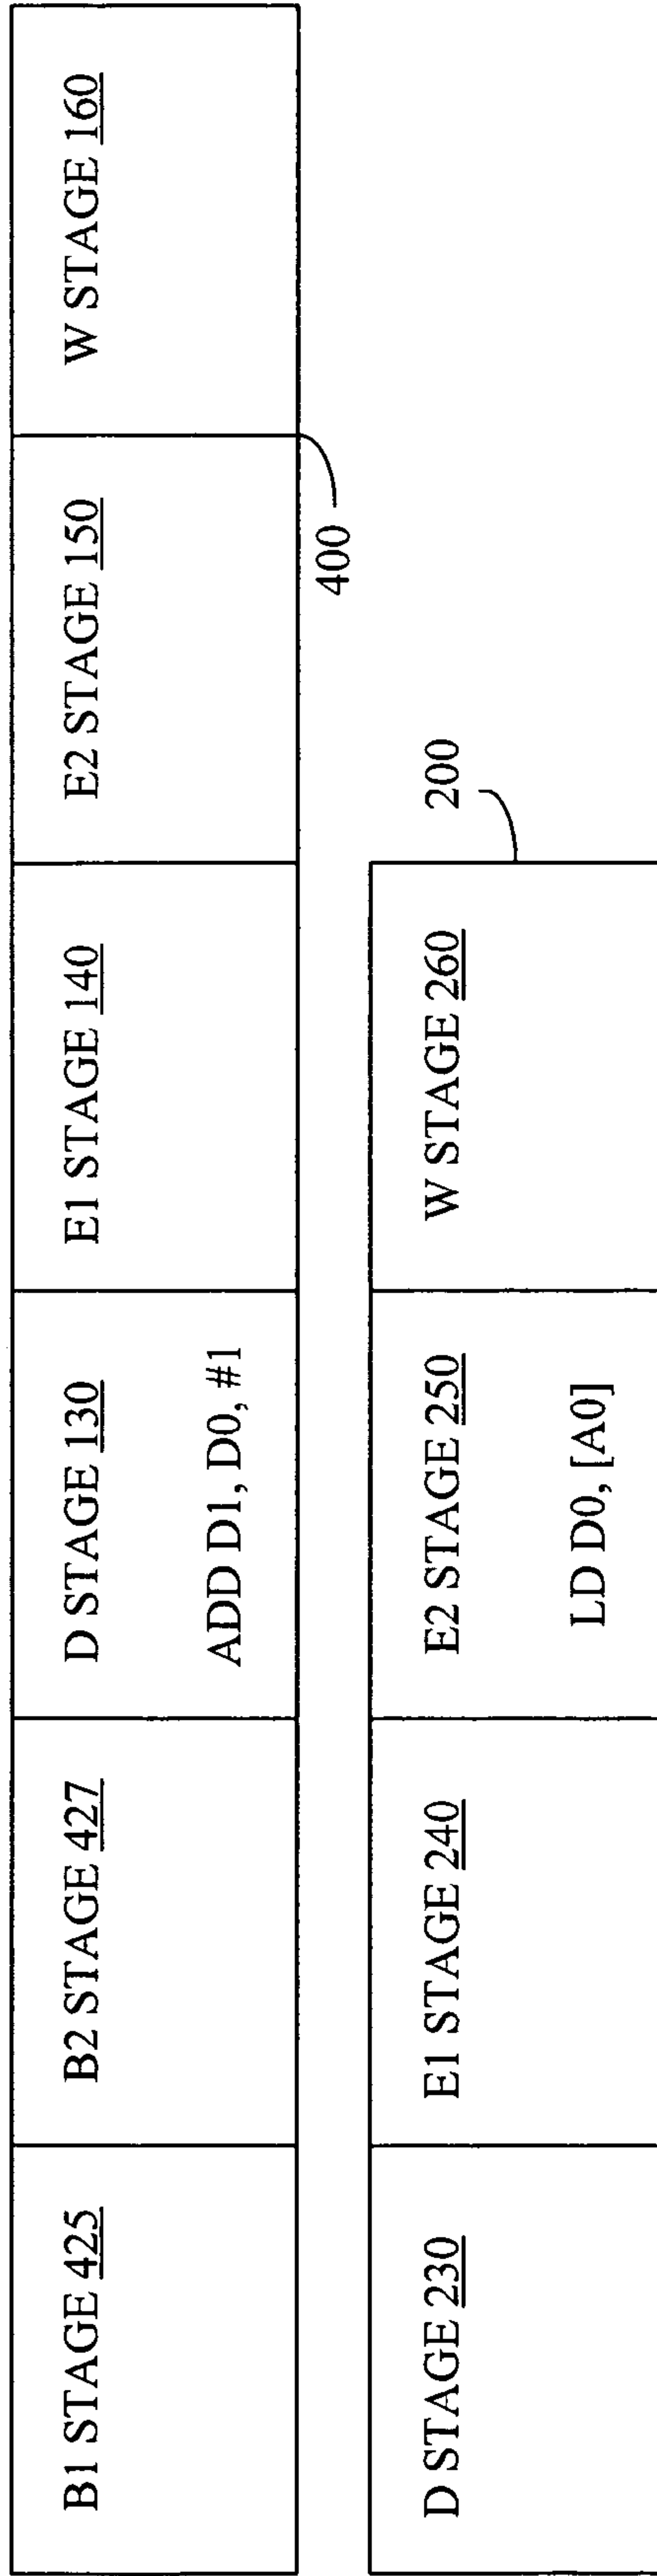 B1 STAGE 425
B2 STAGE 427
D STAGE 130
ADD D1, D0, #1
E1 STAGE 140
E2 STAGE 150
W STAGE 160
400
D STAGE 230
E1 STAGE 240
E2 STAGE 250
LD D0, [A0]
W STAGE 260
200